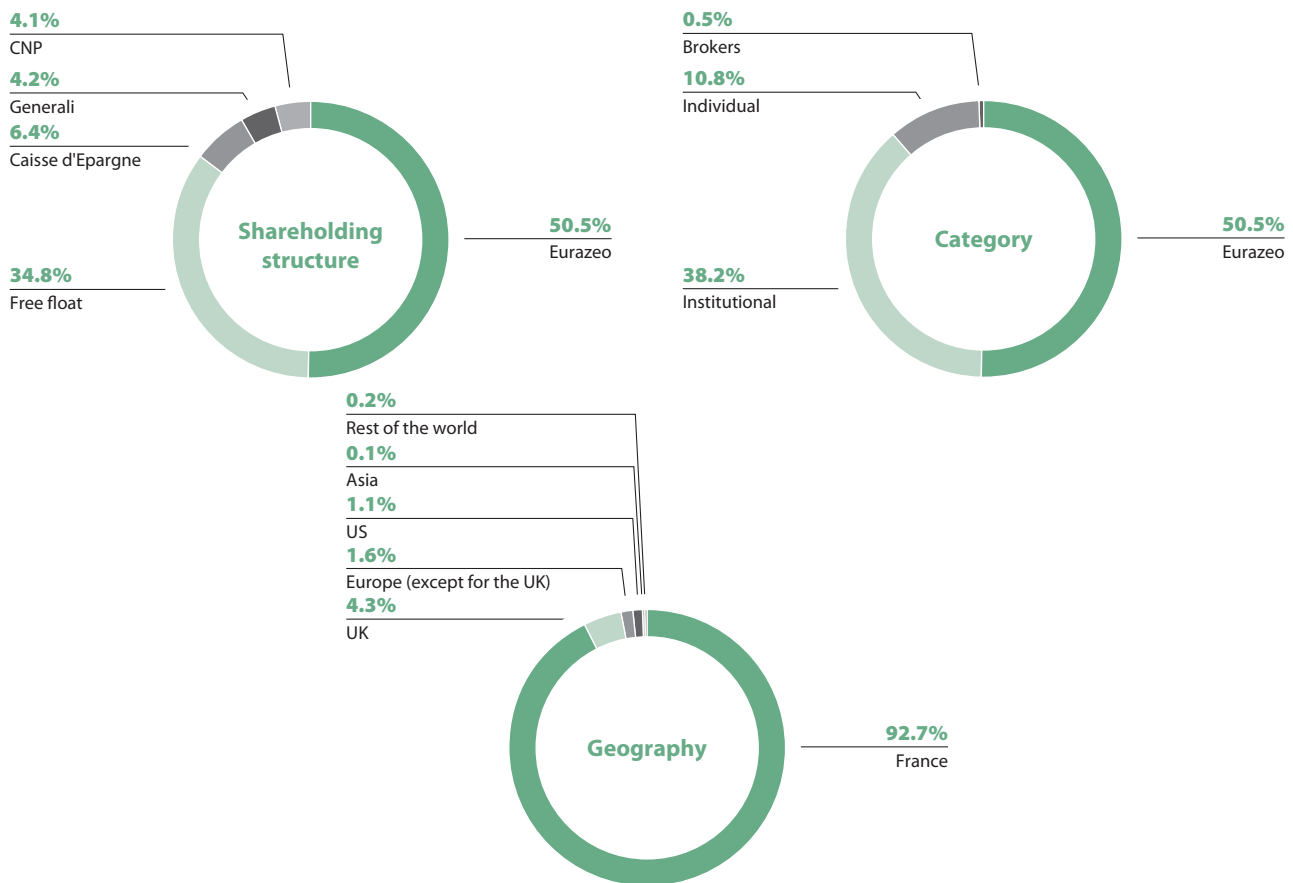 4.1%
CNP
4.2%
Generali
6.4%
Caisse d'Epargne
34.8%
Free float
Shareholding
structure
50.5%
Eurazeo
0.5%
Brokers
10.8%
Individual
38.2%
Institutional
Category
50.5%
Eurazeo
0.2%
Rest of the world
0.1%
Asia
1.1%
US
1.6%
Europe (except for the UK)
4.3%
UK
Geography
92.7%
France